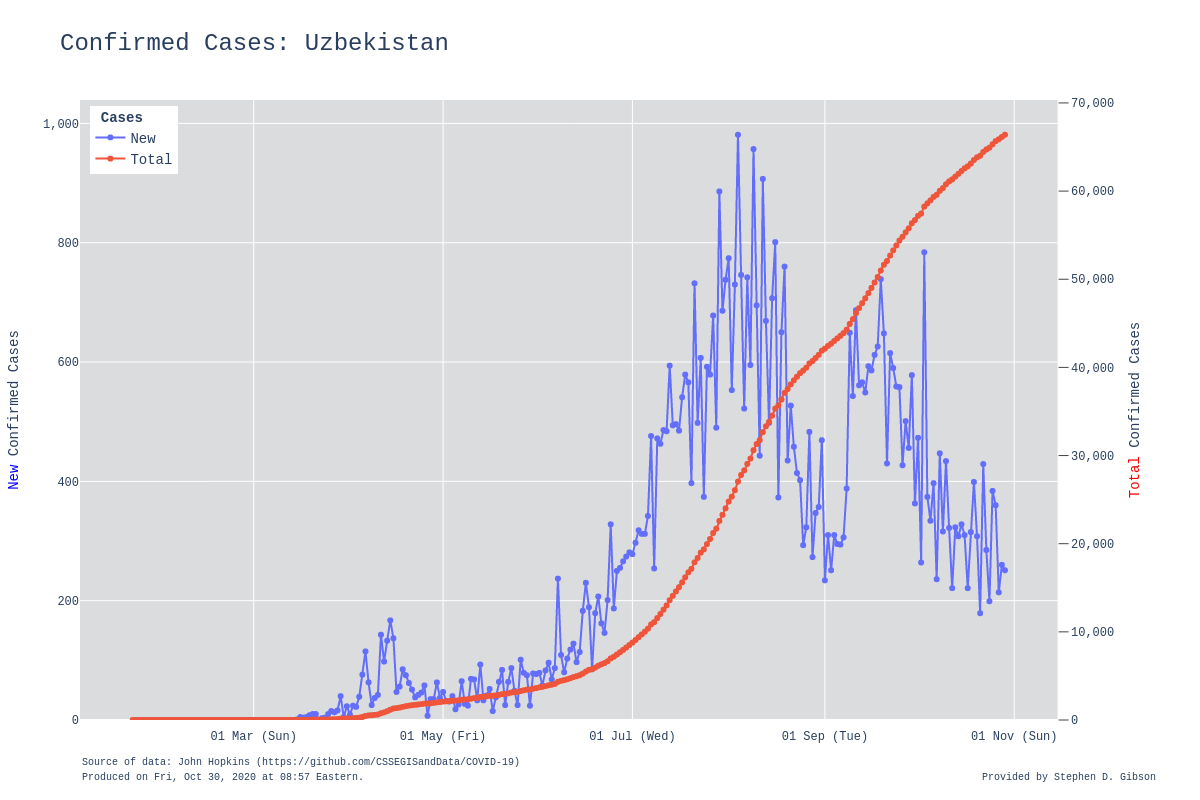 Confirmed Cases: Uzbekistan
Cases
New
Total
1,000
800
600
400
200
0
70,000
60,000
50,000
40,000
30,000
20,000
10,000
0
New Confirmed Cases
Total Confirmed Cases
01 Mar (Sun)
01 May (Fri)
01 Jul (Wed)
01 Sep (Tue)
01 Nov (Sun)
Source of data: John Hopkins (https://github.com/CSSEGISandData/COVID-19)
Produced on Fri, Oct 30, 2020 at 08:57 Eastern.
Provided by Stephen D. Gibson